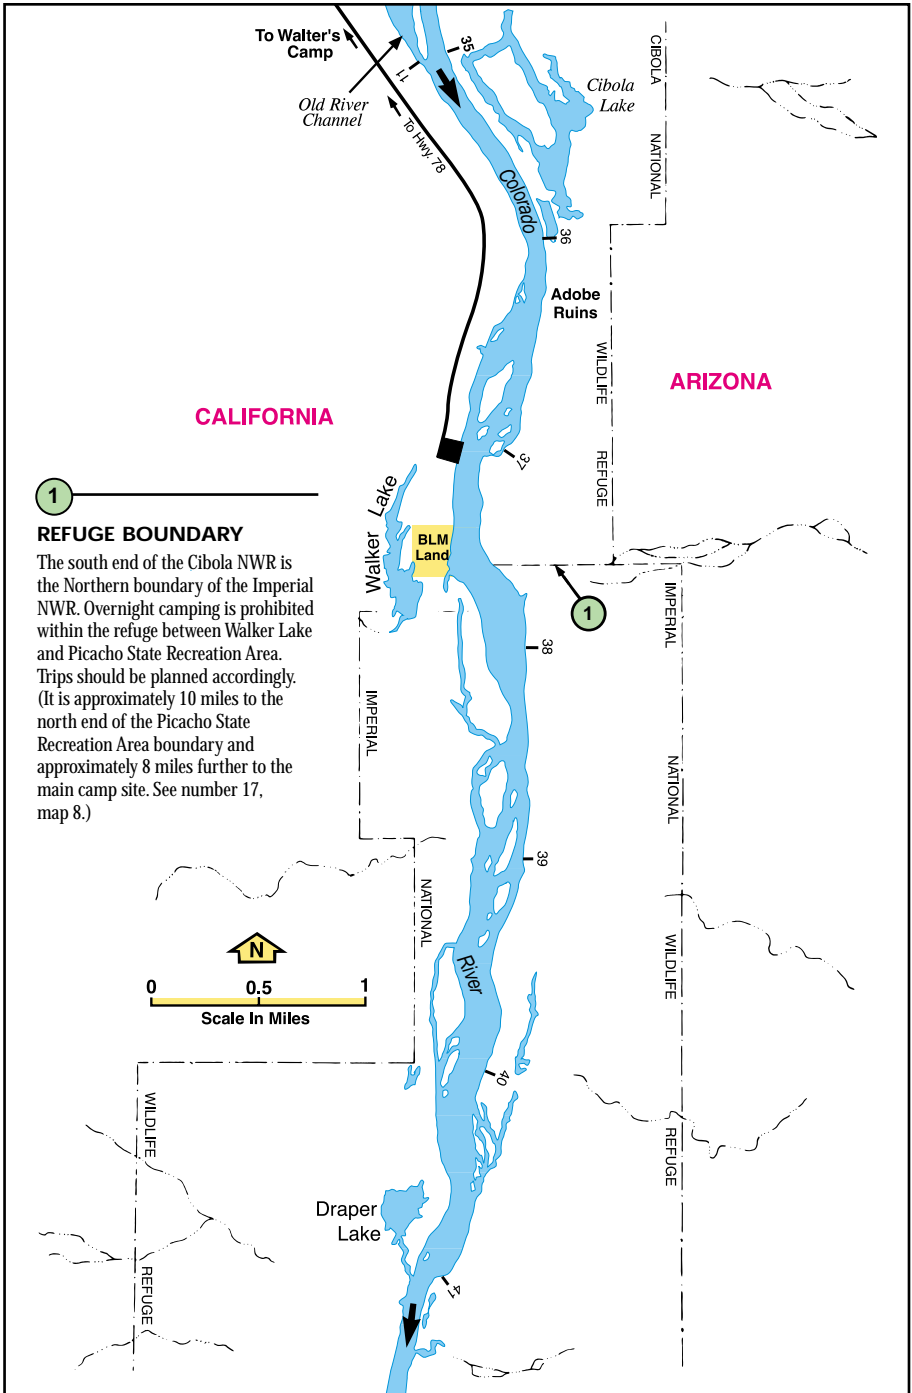 To Walter's
Camp
35
11
Old River
Channel
To Hwy. 78
Cibola
Lake
CIBOLA
NATIONAL
WILDLIFE
REFUGE
Colorado
36
Adobe
Ruins
CALIFORNIA
ARIZONA
37
Walker Lake
BLM
Land
1
REFUGE BOUNDARY
The south end of the Cibola NWR is
the Northern boundary of the Imperial
NWR. Overnight camping is prohibited
within the refuge between Walker Lake
and Picacho State Recreation Area.
Trips should be planned accordingly.
(It is approximately 10 miles to the
north end of the Picacho State
Recreation Area boundary and
approximately 8 miles further to the
main camp site. See number 17,
map 8.)
1
38
IMPERIAL
NATIONAL
WILDLIFE
REFUGE
IMPERIAL
NATIONAL
WILDLIFE
REFUGE
39
River
N
0 0.5 1
Scale In Miles
40
Draper
Lake
41